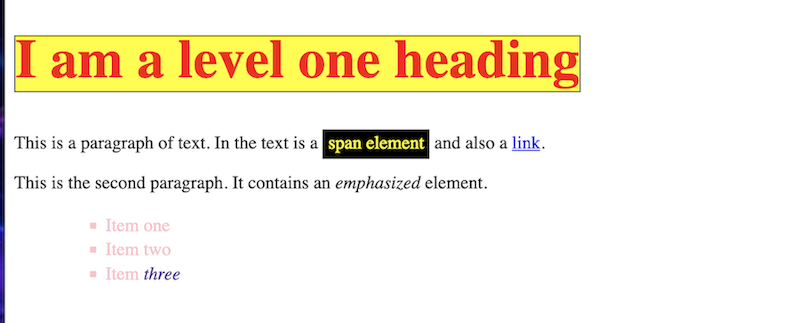 I am a level one heading
This is a paragraph of text. In the text is a span element and also a link.
This is the second paragraph. It contains an emphasized element.
Item one
Item two
Item three